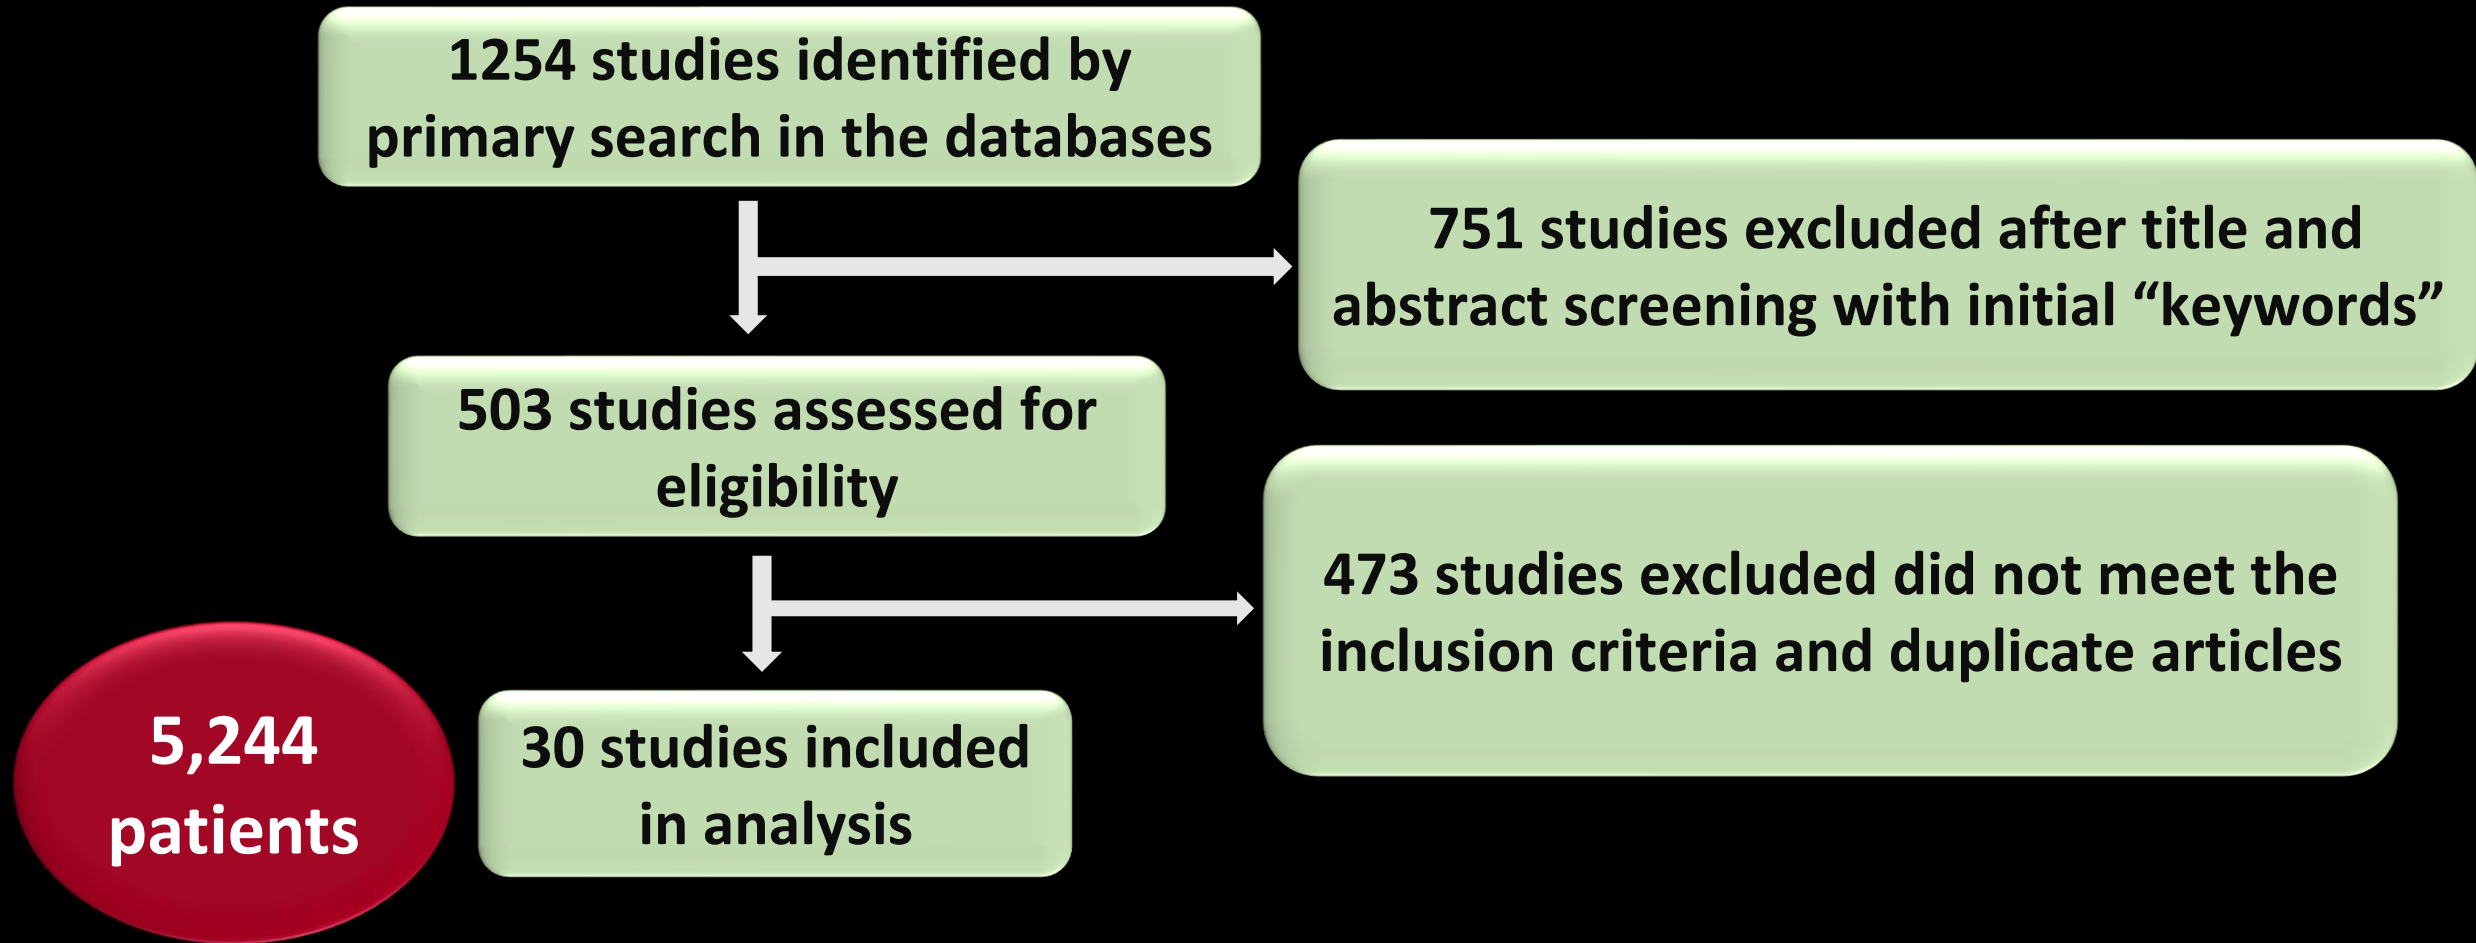 1254 studies identified by
primary search in the databases
751 studies excluded after title and
abstract screening with initial “keywords”
503 studies assessed for
eligibility
473 studies excluded did not meet the
inclusion criteria and duplicate articles
30 studies included
in analysis
5,244
patients